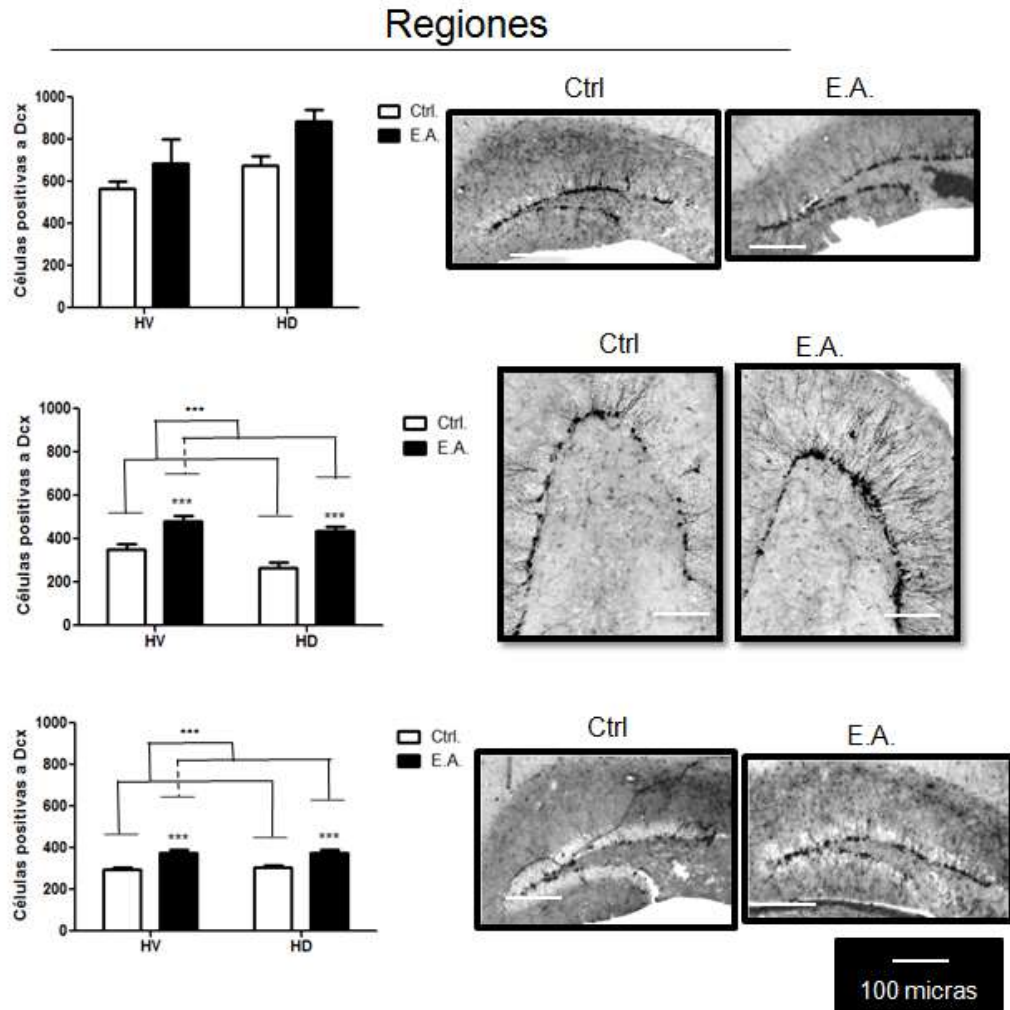 Regiones
Ctrl
E.A.
Células positivas a Dcx
1000
800
600
400
200
0
HV
HD
Ctrl.
E.A.
Ctrl
E.A.
Células positivas a Dcx
1000
800
600
400
200
0
***
***
***
HV
HD
Ctrl.
E.A.
Ctrl
E.A.
Células positivas a Dcx
1000
800
600
400
200
0
***
***
***
HV
HD
Ctrl.
E.A.
100 micras